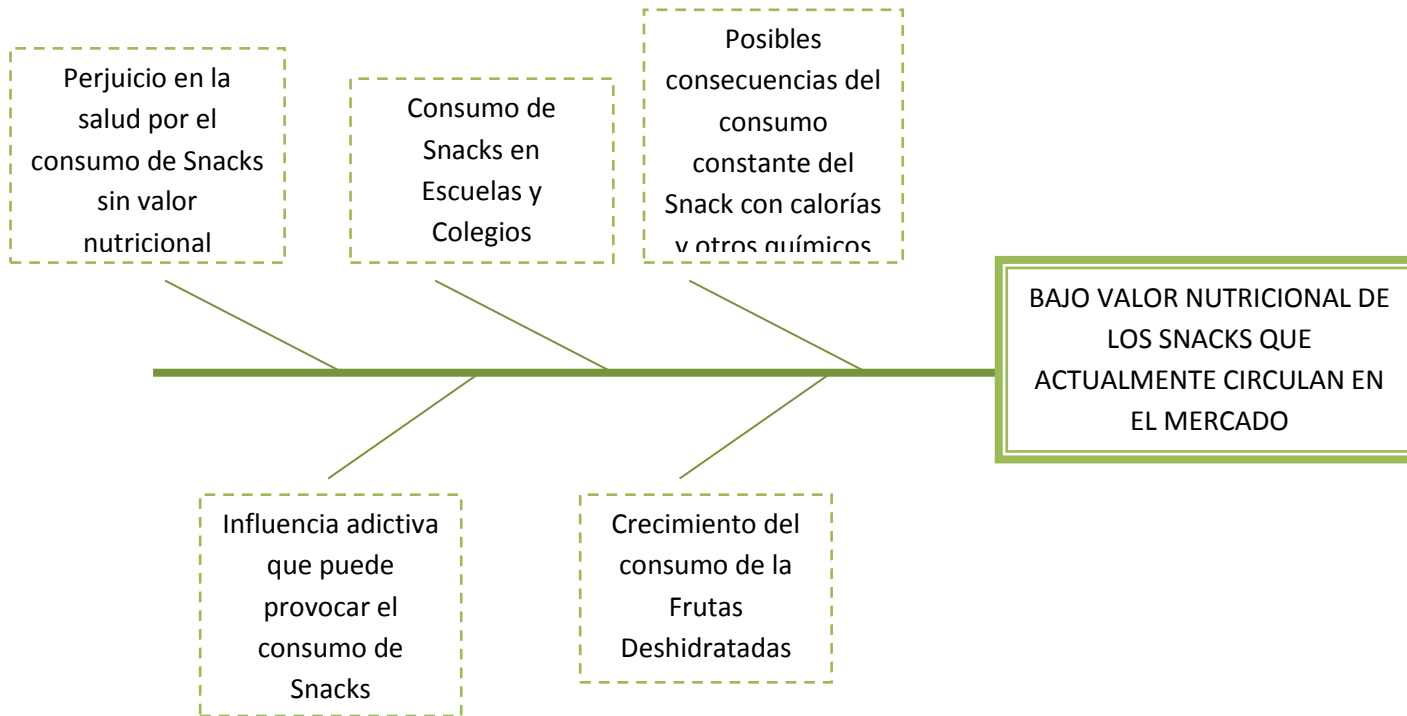 Perjuicio en la
salud por el
consumo de Snacks
sin valor
nutricional
Consumo de
Snacks en
Escuelas y
Colegios
Posibles
consecuencias del
consumo
constante del
Snack con calorías
y otros químicos
BAJO VALOR NUTRICIONAL DE
LOS SNACKS QUE
ACTUALMENTE CIRCULAN EN
EL MERCADO
Influencia adictiva
que puede
provocar el
consumo de
Snacks
Crecimiento del
consumo de la
Frutas
Deshidratadas